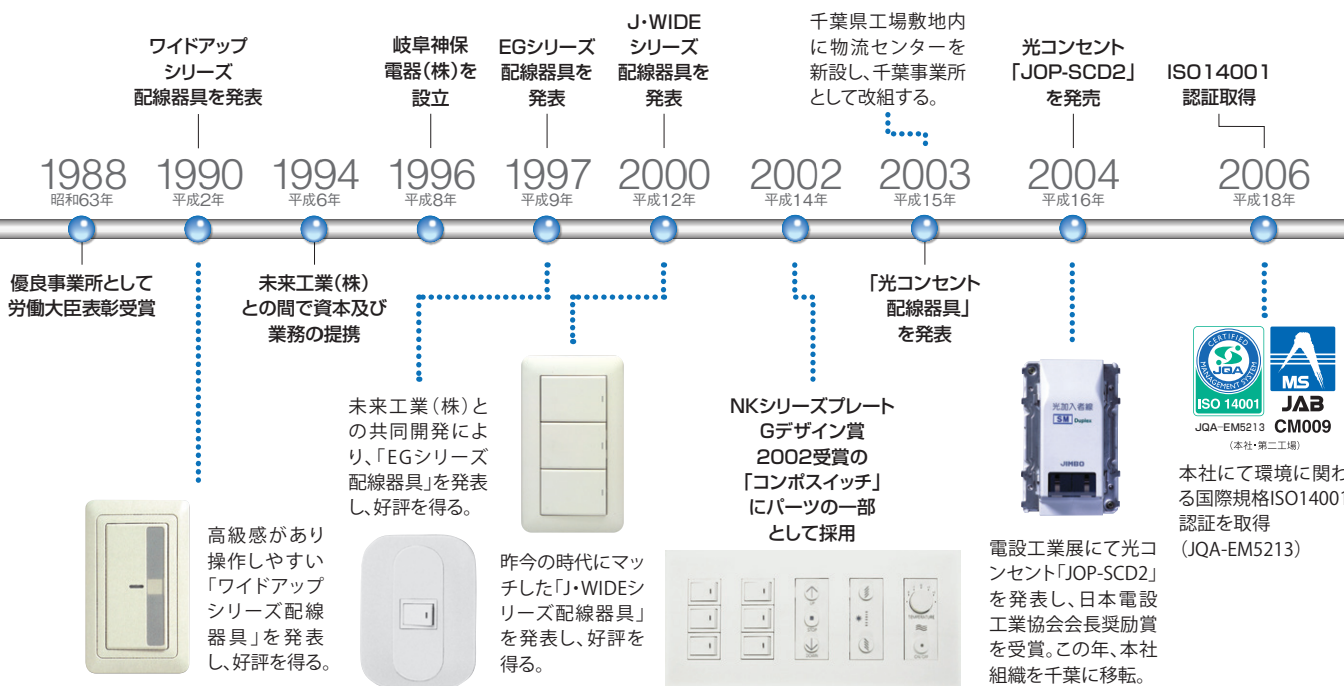 優良事業所として
労働大臣表彰受賞
1988
昭和63年
ワイドアップ
シリーズ
配線器具を発表
1990
平成2年
高級感があり
操作しやすい
「ワイドアップ
シリーズ配線
器具」を発表
し、好評を得る。
1994
平成6年
未来工業(株)
との間で資本及び
業務の提携
岐阜神保
電器(株)を
設立
1996
平成8年
EGシリーズ
配線器具を
発表
1997
平成9年
未来工業(株)と
の共同開発によ
り、「EGシリーズ
配線器具」を発表
し、好評を得る。
J・WIDE
シリーズ
配線器具を
発表
2000
平成12年
昨今の時代にマッ
チした「J・WIDEシ
リーズ配線器具」
を発表し、好評を
得る。
2002
平成14年
NKシリーズプレート
Gデザイン賞
2002受賞の
「コンポスイッチ」
にパーツの一部
として採用
TEMPERATURE
千葉県工場敷地内
に物流センターを
新設し、千葉事業所
として改組する。
2003
平成15年
「光コンセント
配線器具」
を発表
光コンセント
「JOP-SCD2」
を発売
2004
平成16年
光加入者線
SM Duplex
JIMBO
電設工業展にて光コ
ンセント「JOP-SCD2」
を発表し、日本電設
工業協会会長奨励賞
を受賞。この年、本社
組織を千葉に移転。
ISO14001
認証取得
2006
平成18年
CERTIFIED
MANAGEMENT SYSTEM
JQA
ISO 14001
JQA-EM5213
MS
JAB
CM009
(本社・第二工場)
本社にて環境に関わ
る国際規格ISO14001
認証を取得
(JQA-EM5213)